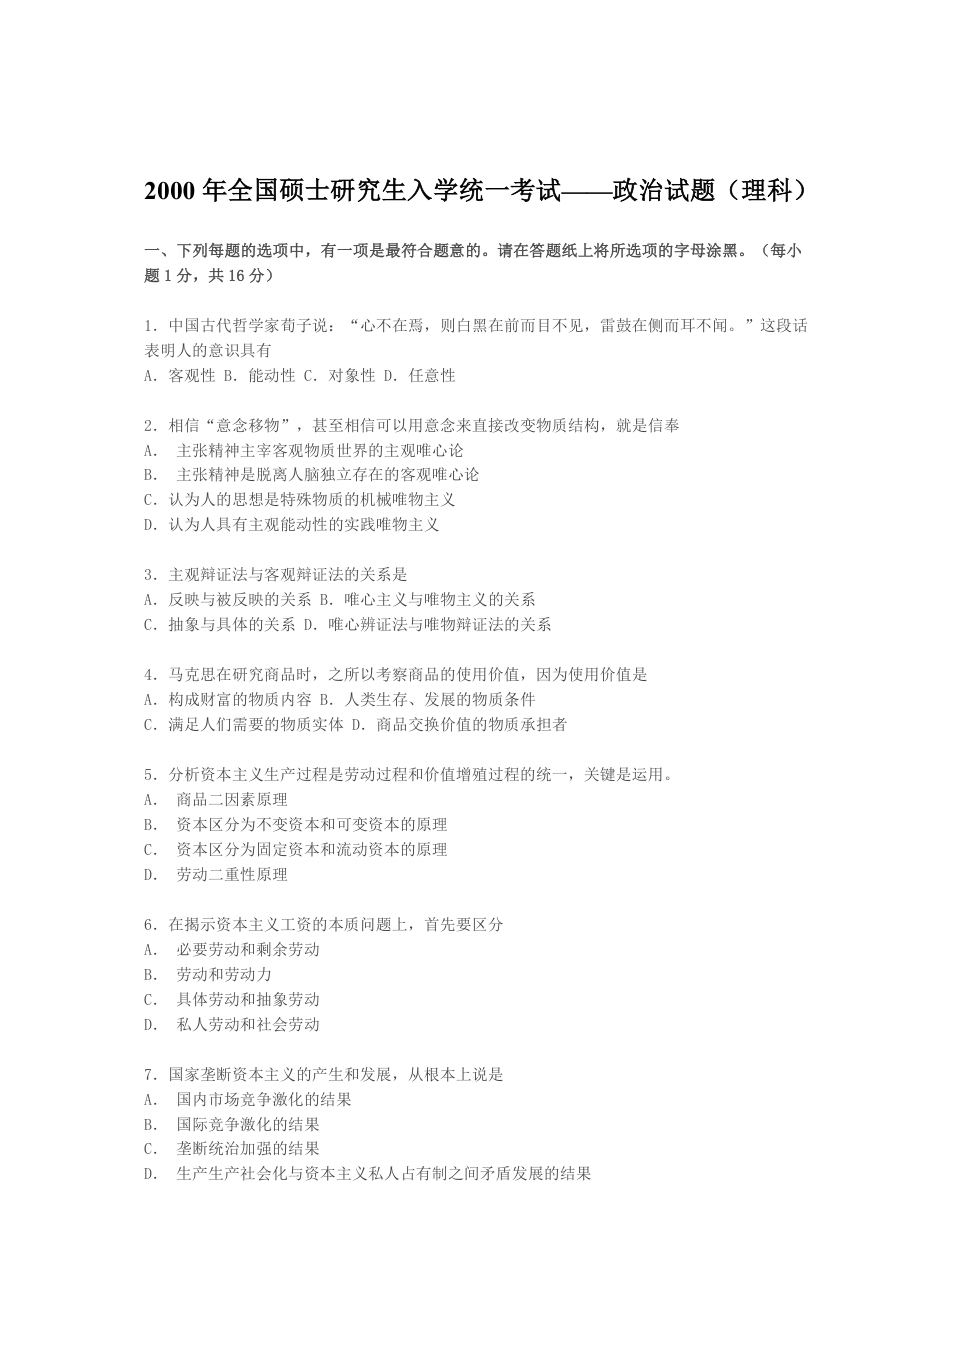 2000 年全国硕士研究生入学统一考试——政治试题（理科）
一、下列每题的选项中，有一项是最符合题意的。请在答题纸上将所选项的字母涂黑。（每小
题 1 分，共 16 分）
1．中国古代哲学家荀子说：“心不在焉，则白黑在前而目不见，雷鼓在侧而耳不闻。”这段话
表明人的意识具有
A．客观性 B．能动性 C．对象性 D．任意性
2．相信“意念移物”，甚至相信可以用意念来直接改变物质结构，就是信奉
A． 主张精神主宰客观物质世界的主观唯心论
B． 主张精神是脱离人脑独立存在的客观唯心论
C．认为人的思想是特殊物质的机械唯物主义
D．认为人具有主观能动性的实践唯物主义
3．主观辩证法与客观辩证法的关系是
A．反映与被反映的关系 B．唯心主义与唯物主义的关系
C．抽象与具体的关系 D．唯心辨证法与唯物辩证法的关系
4．马克思在研究商品时，之所以考察商品的使用价值，因为使用价值是
A．构成财富的物质内容 B．人类生存、发展的物质条件
C．满足人们需要的物质实体 D．商品交换价值的物质承担者
5．分析资本主义生产过程是劳动过程和价值增殖过程的统一，关键是运用。
A． 商品二因素原理
B． 资本区分为不变资本和可变资本的原理
C． 资本区分为固定资本和流动资本的原理
D． 劳动二重性原理
6．在揭示资本主义工资的本质问题上，首先要区分
A． 必要劳动和剩余劳动
B． 劳动和劳动力
C． 具体劳动和抽象劳动
D． 私人劳动和社会劳动
7．国家垄断资本主义的产生和发展，从根本上说是
A． 国内市场竞争激化的结果
B． 国际竞争激化的结果
C． 垄断统治加强的结果
D． 生产生产社会化与资本主义私人占有制之间矛盾发展的结果